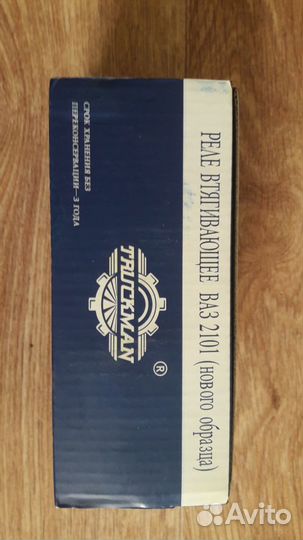 РЕЛЕ ВТЯГИВАЮЩЕЕ ВАЗ 2101 (нового образца)
TRUCKMAN ®
СРОК ХРАНЕНИЯ БЕЗ
ПЕРЕКОНСЕРВАЦИИ—3 ГОДА
Avito